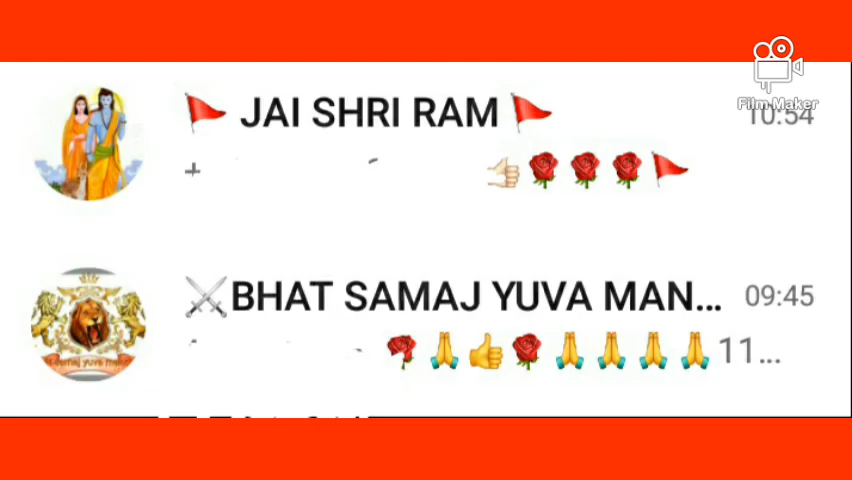 Film Maker
🚩 JAI SHRI RAM 🚩 10:54
👍🏻🌹🌹🌹🚩
⚔BHAT SAMAJ YUVA MAN... 09:45
🌹🙏👍🌹🙏🙏🙏🙏11...